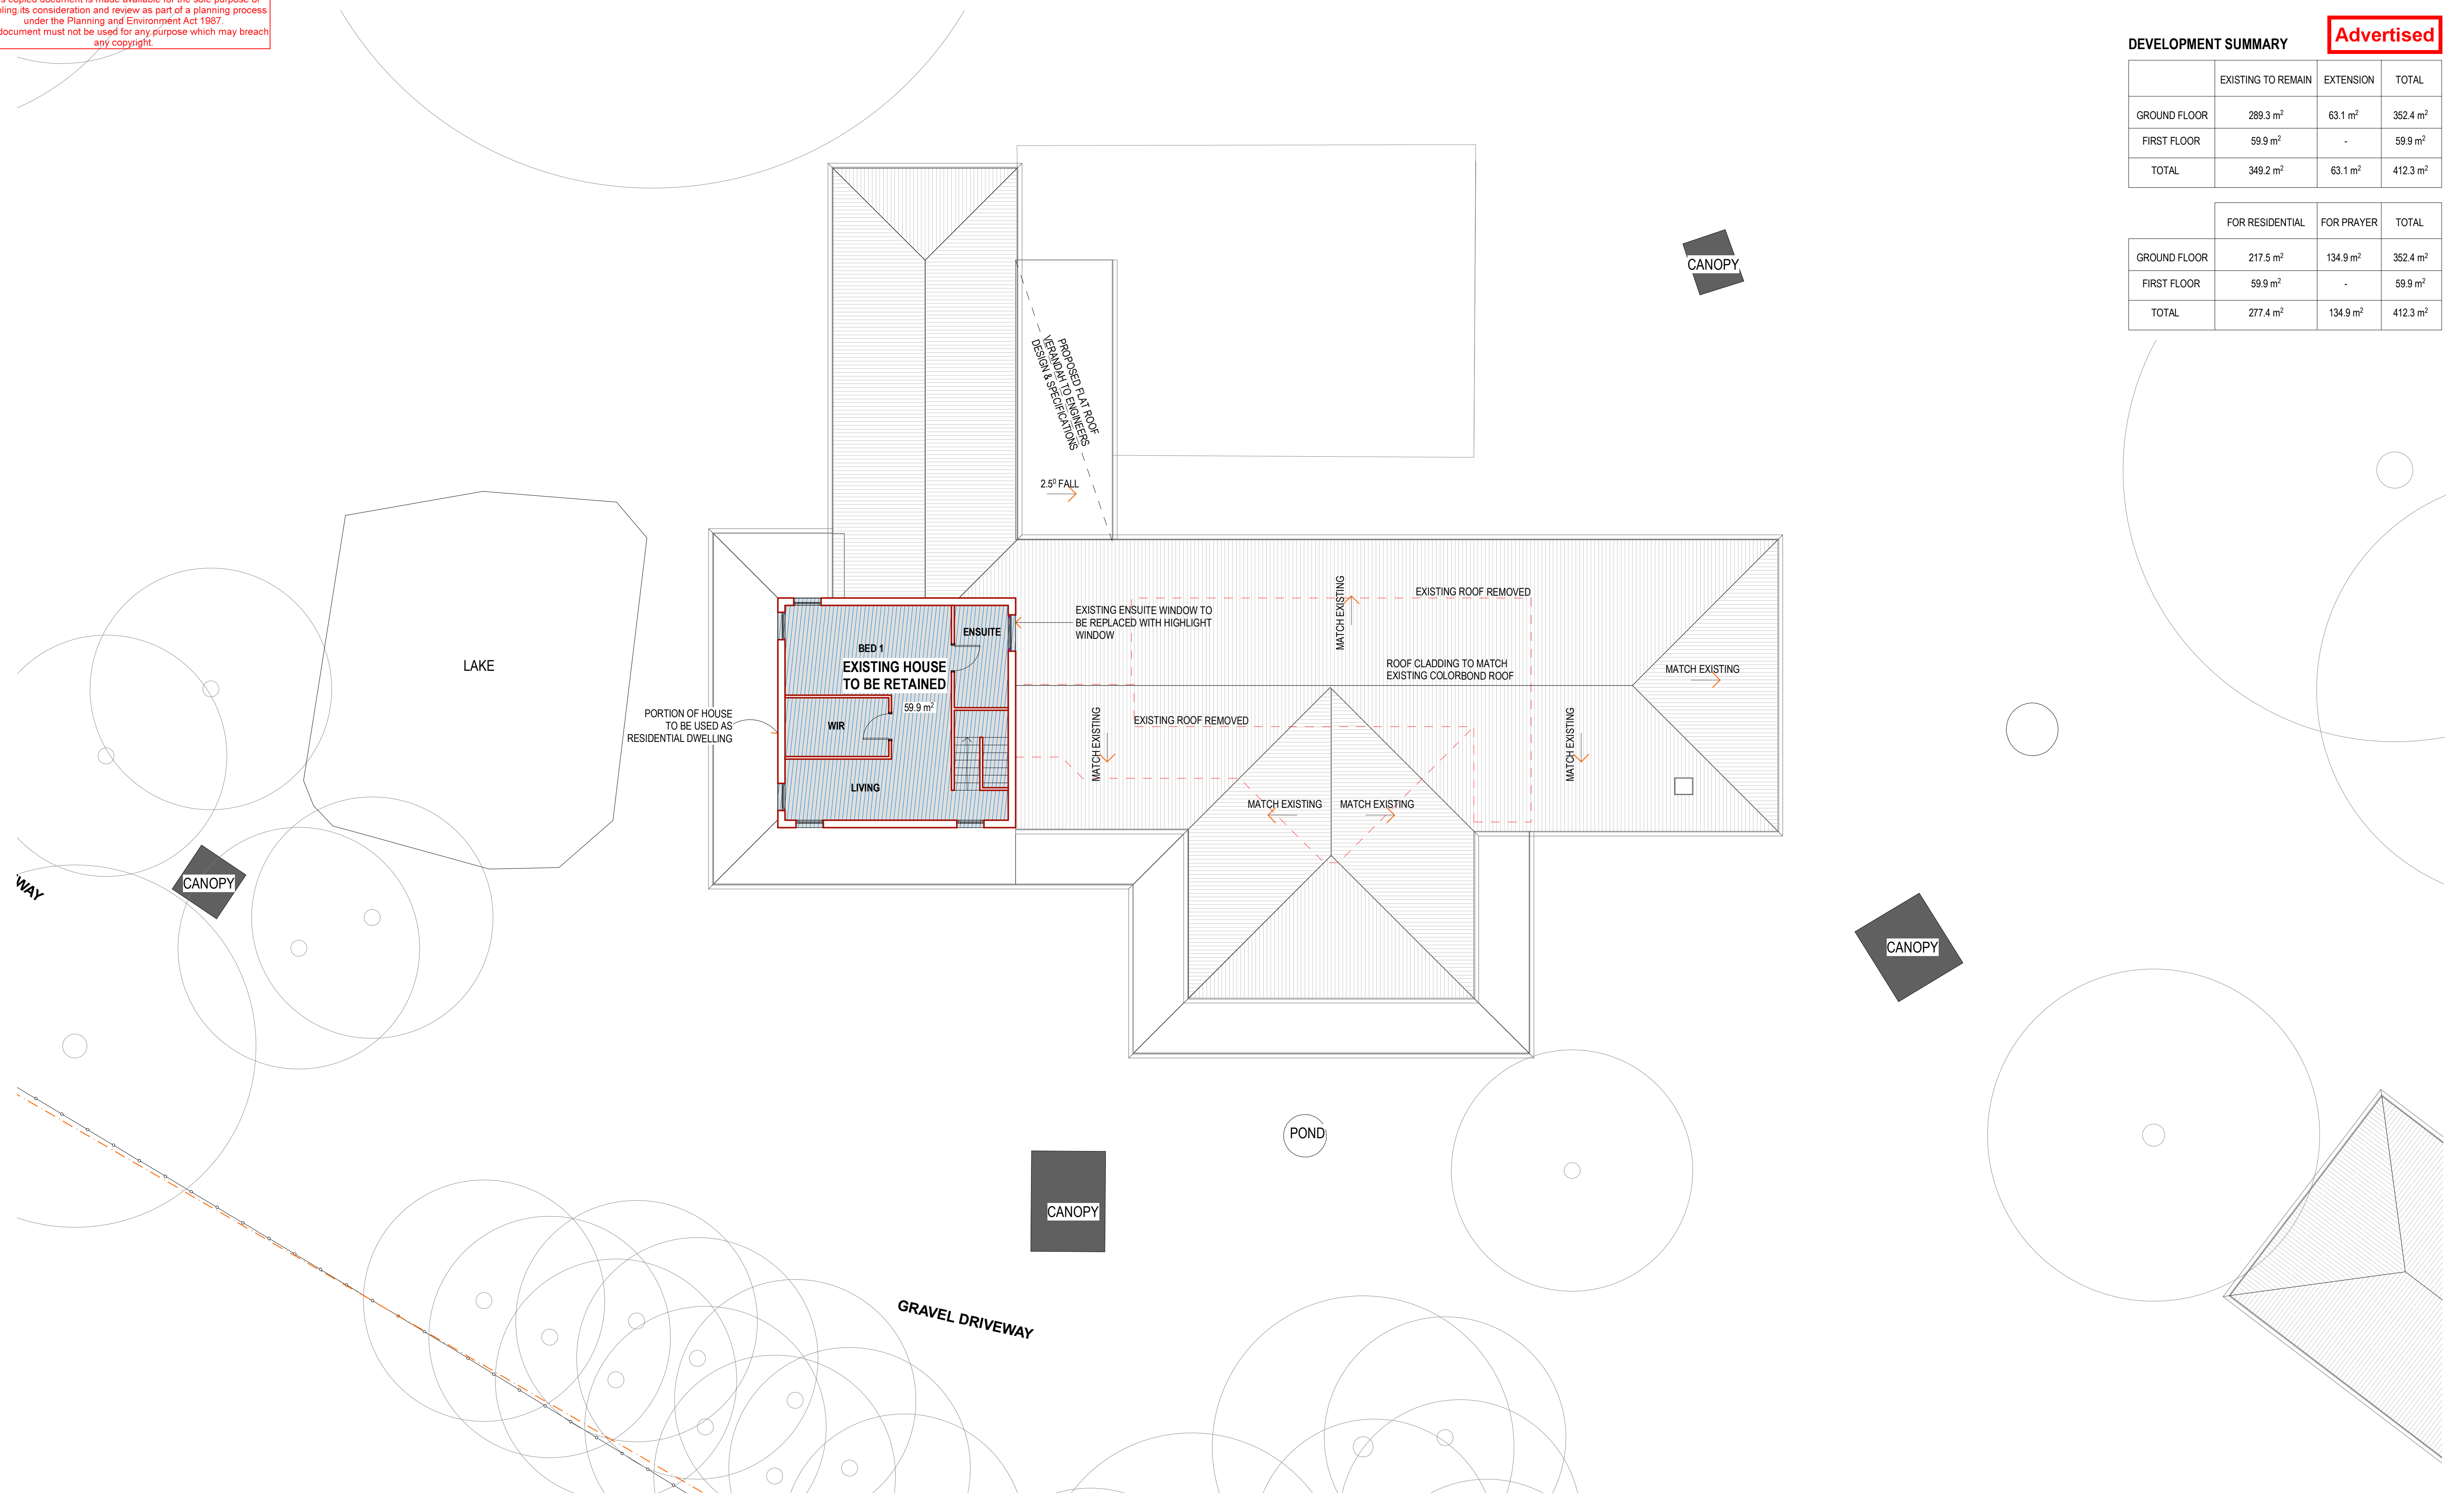 s copied document is made available for the sole purpose of
ling its consideration and review as part of a planning process
under the Planning and Environment Act 1987.
document must not be used for any purpose which may breach
any copyright.
Advertised
DEVELOPMENT SUMMARY
EXISTING TO REMAIN EXTENSION TOTAL
GROUND FLOOR 289.3 m² 63.1 m² 352.4 m²
FIRST FLOOR 59.9 m² - 59.9 m²
TOTAL 349.2 m² 63.1 m² 412.3 m²
FOR RESIDENTIAL FOR PRAYER TOTAL
GROUND FLOOR 217.5 m² 134.9 m² 352.4 m²
FIRST FLOOR 59.9 m² - 59.9 m²
TOTAL 277.4 m² 134.9 m² 412.3 m²
CANOPY
PROPOSED FLAT ROOF
VERANDAH TO ENGINEERS
DESIGN & SPECIFICATIONS
2.5⁰ FALL
MATCH EXISTING
EXISTING ROOF REMOVED
EXISTING ENSUITE WINDOW TO
BE REPLACED WITH HIGHLIGHT
WINDOW
ENSUITE
BED 1
EXISTING HOUSE
TO BE RETAINED
59.9 m²
LAKE
ROOF CLADDING TO MATCH
EXISTING COLORBOND ROOF
MATCH EXISTING
PORTION OF HOUSE
TO BE USED AS
RESIDENTIAL DWELLING
WIR
EXISTING ROOF REMOVED
MATCH EXISTING
MATCH EXISTING
LIVING
MATCH EXISTING
MATCH EXISTING
CANOPY
WAY
CANOPY
POND
CANOPY
GRAVEL DRIVEWAY